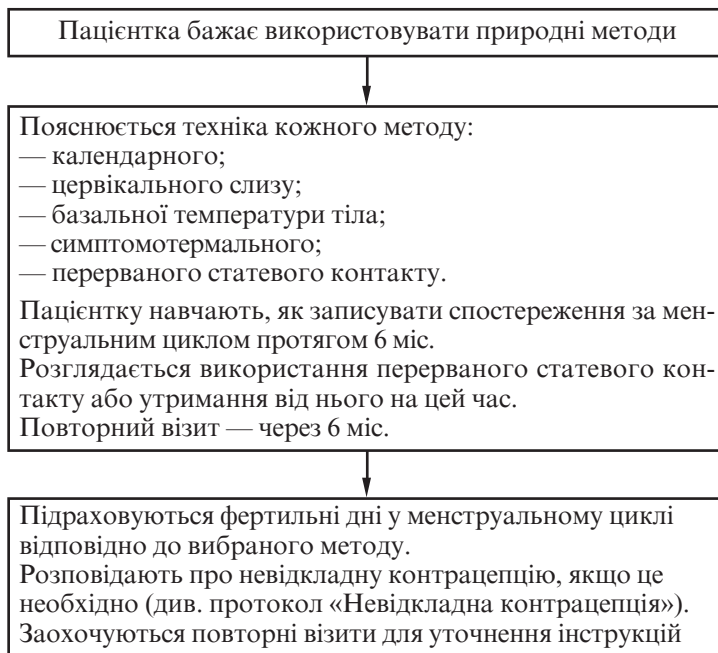 Пацієнтка бажає використовувати природні методи
Пояснюється техніка кожного методу:
— календарного;
— цервікального слизу;
— базальної температури тіла;
— симптомотермального;
— перерваного статевого контакту.
Пацієнтку навчають, як записувати спостереження за мен-
струальним циклом протягом 6 міс.
Розглядається використання перерваного статевого кон-
такту або утримання від нього на цей час.
Повторний візит — через 6 міс.
Підраховуються фертильні дні у менструальному циклі
відповідно до вибраного методу.
Розповідають про невідкладну контрацепцію, якщо це
необхідно (див. протокол «Невідкладна контрацепція»).
Заохочуються повторні візити для уточнення інструкцій